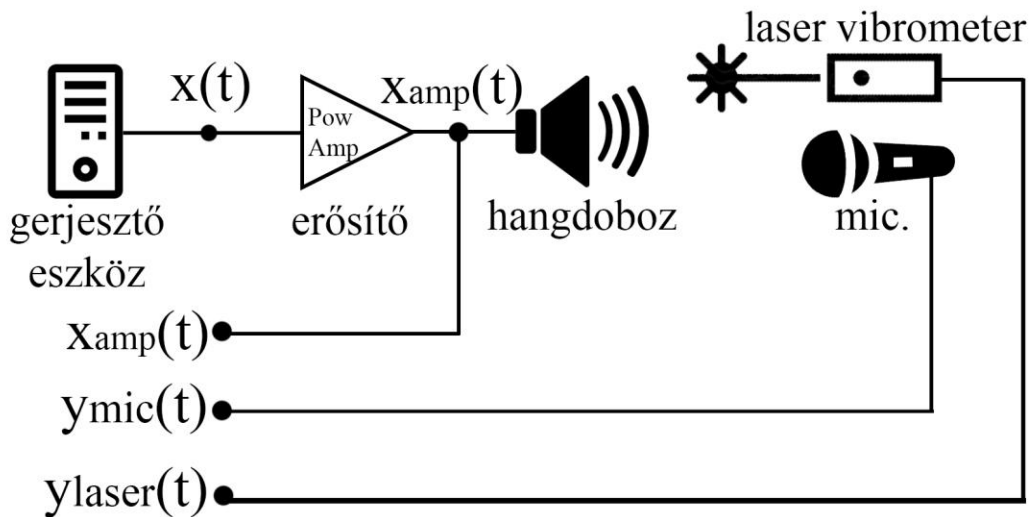 laser vibrometer
x(t)
xamp(t)
Pow
Amp
gerjesztő
eszköz
erősítő
hangdoboz
mic.
xamp(t)
ymic(t)
ylaser(t)